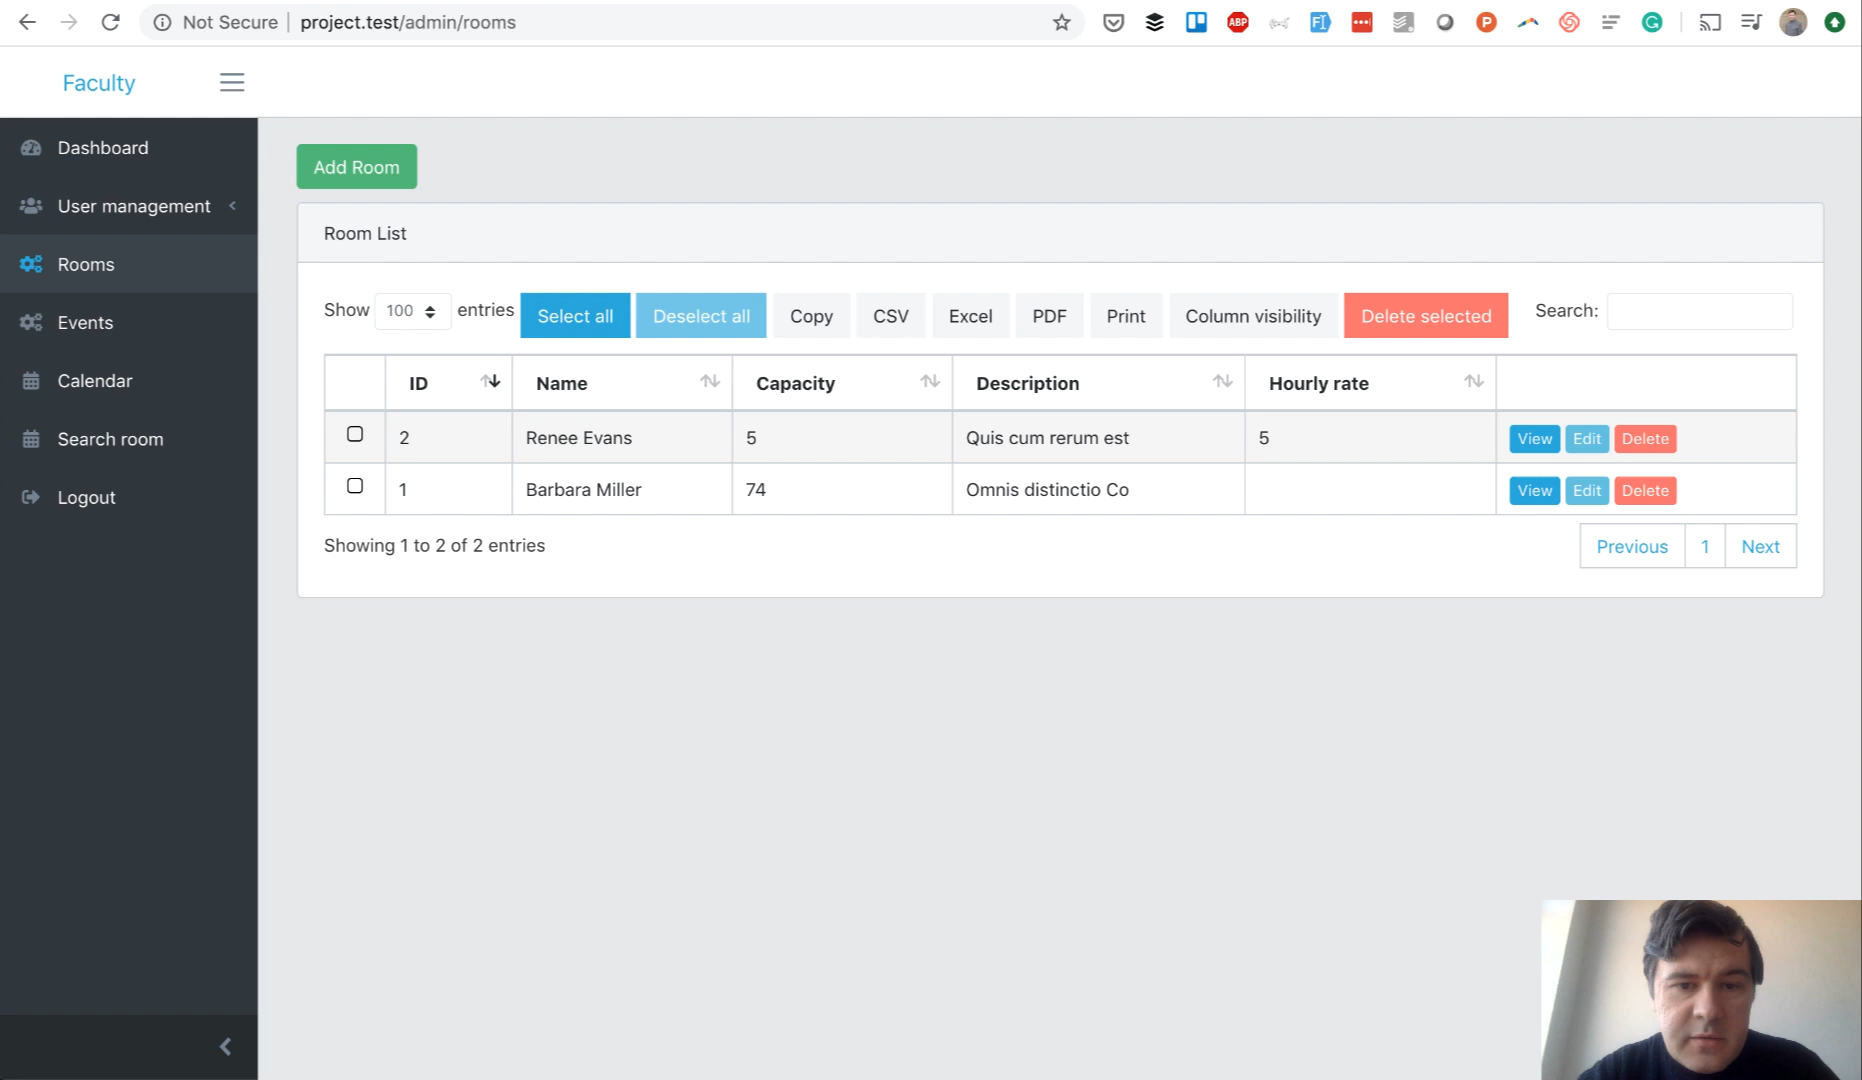 Not Secure | project.test/admin/rooms
ABP
P
G
Faculty
Dashboard
User management
Rooms
Events
Calendar
Search room
Logout
Add Room
Room List
Show 100 entries Select all Deselect all Copy CSV Excel PDF Print Column visibility Delete selected Search:
ID Name Capacity Description Hourly rate
2 Renee Evans 5 Quis cum rerum est 5 View Edit Delete
1 Barbara Miller 74 Omnis distinctio Co View Edit Delete
Showing 1 to 2 of 2 entries Previous 1 Next